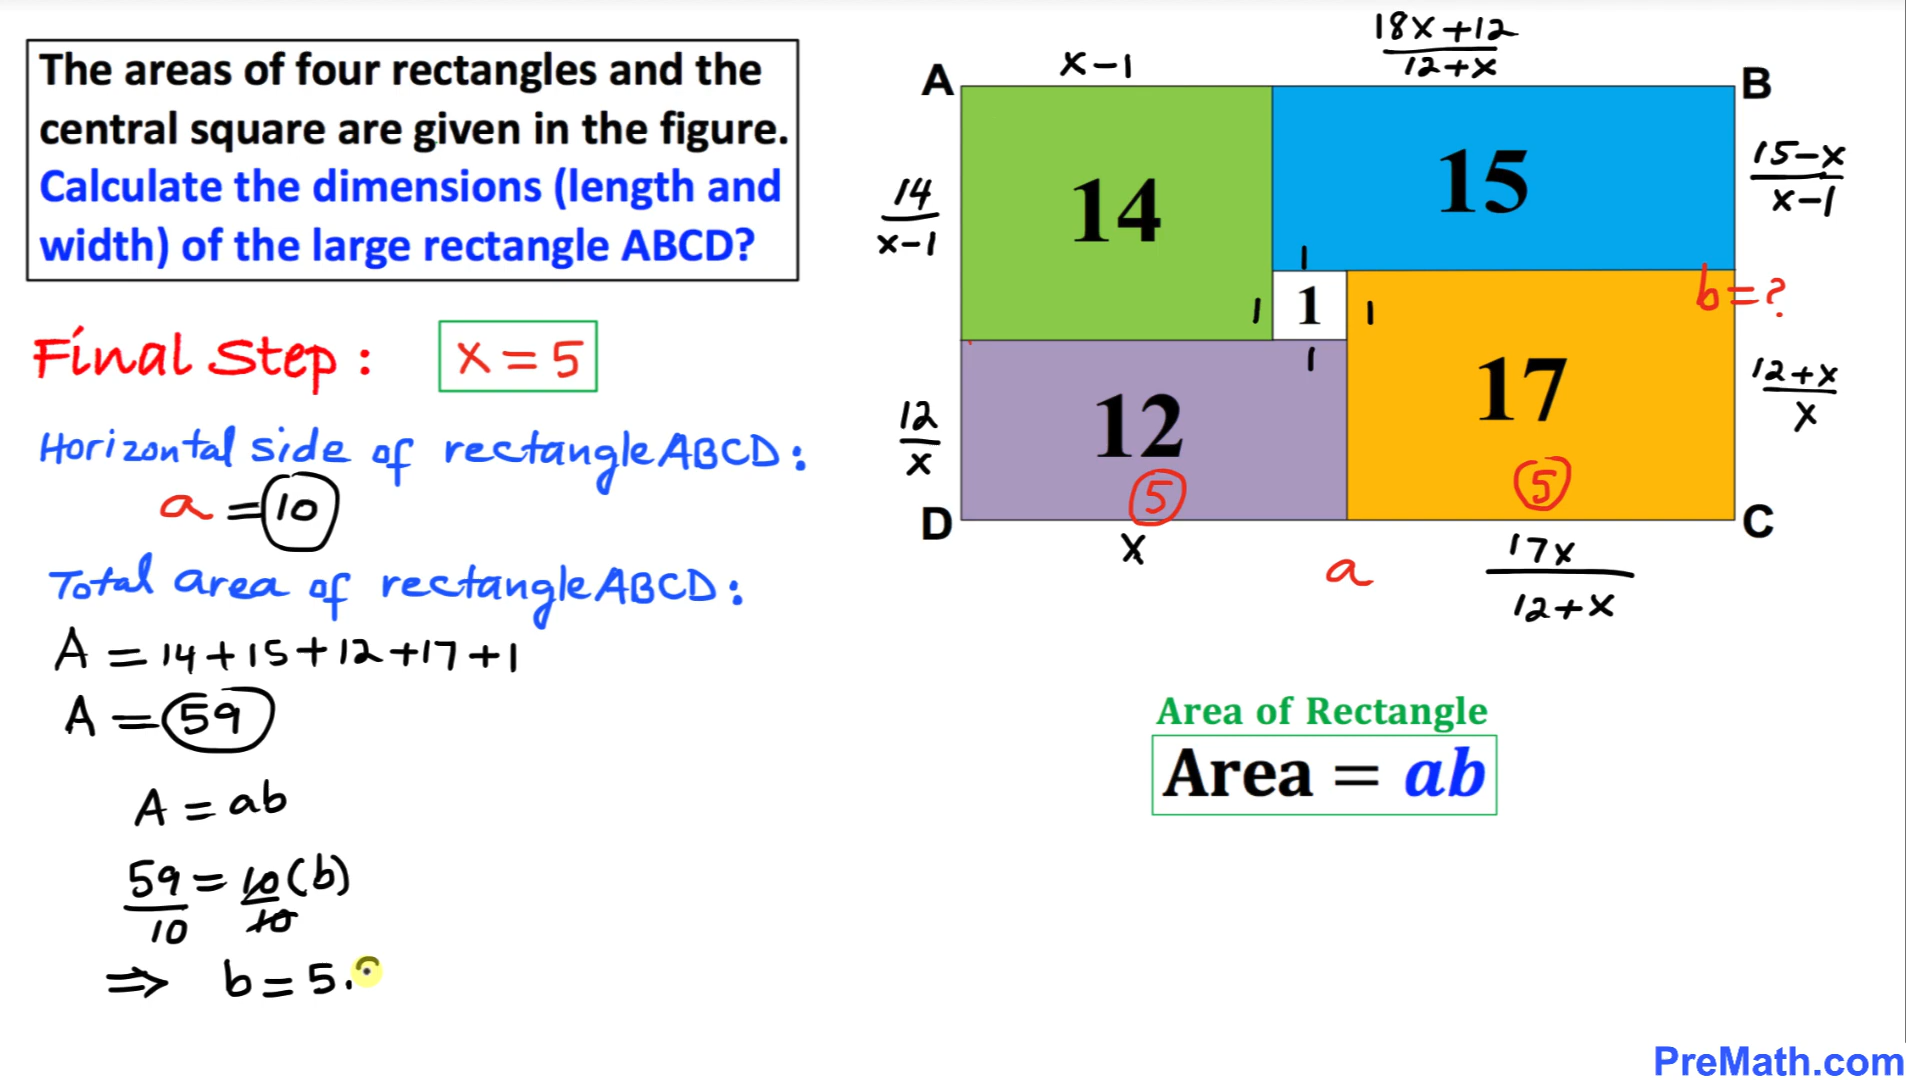 The areas of four rectangles and the
central square are given in the figure.
Calculate the dimensions (length and
width) of the large rectangle ABCD?
Final Step: x = 5
Horizontal side of rectangle ABCD:
a = 10
Total area of rectangle ABCD:
A = 14+15+12+17+1
A = 59
A = ab
59/10 = 10(b)/10
⇒ b = 5.
x-1
18x+12
12+x
A
B
14
15
14
x-1
15-x
x-1
1
1
1
1
1
b=?
12
17
12
x
12+x
x
5
5
D
C
x
a
17x
12+x
Area of Rectangle
Area = ab
PreMath.com